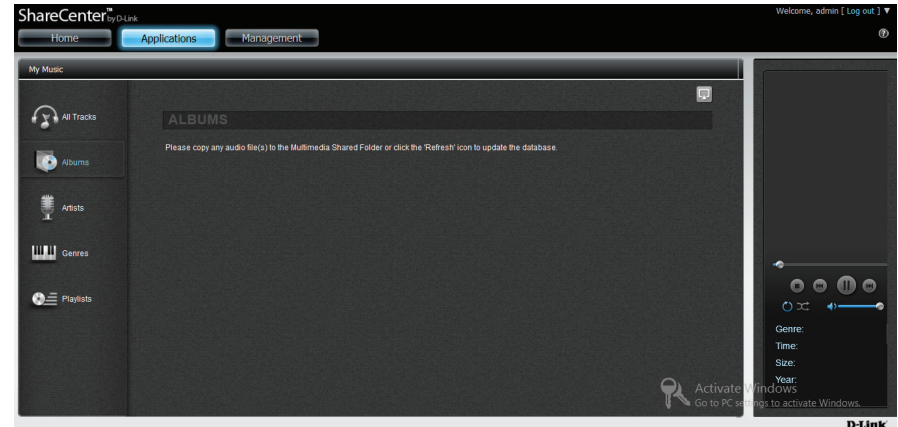 ShareCenter™ by D-Link
Welcome, admin [ Log out ] ▼
Home
Applications
Management
My Music
All Tracks
Albums
Artists
Genres
Playlists
ALBUMS
Please copy any audio file(s) to the Multimedia Shared Folder or click the 'Refresh' icon to update the database.
Genre:
Time:
Size:
Year:
Activate Windows
Go to PC settings to activate Windows.
D-Link